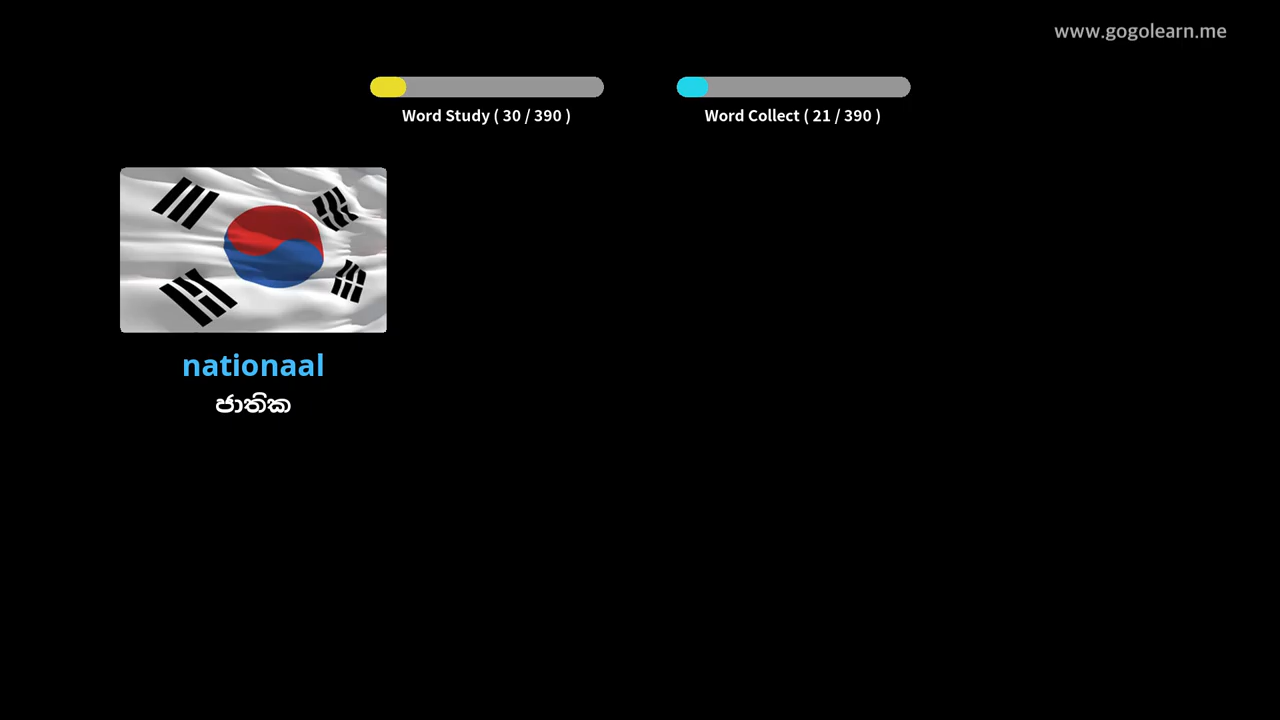 www.gogolearn.me
Word Study ( 30 / 390 )
Word Collect ( 21 / 390 )
nationaal
ජාතික